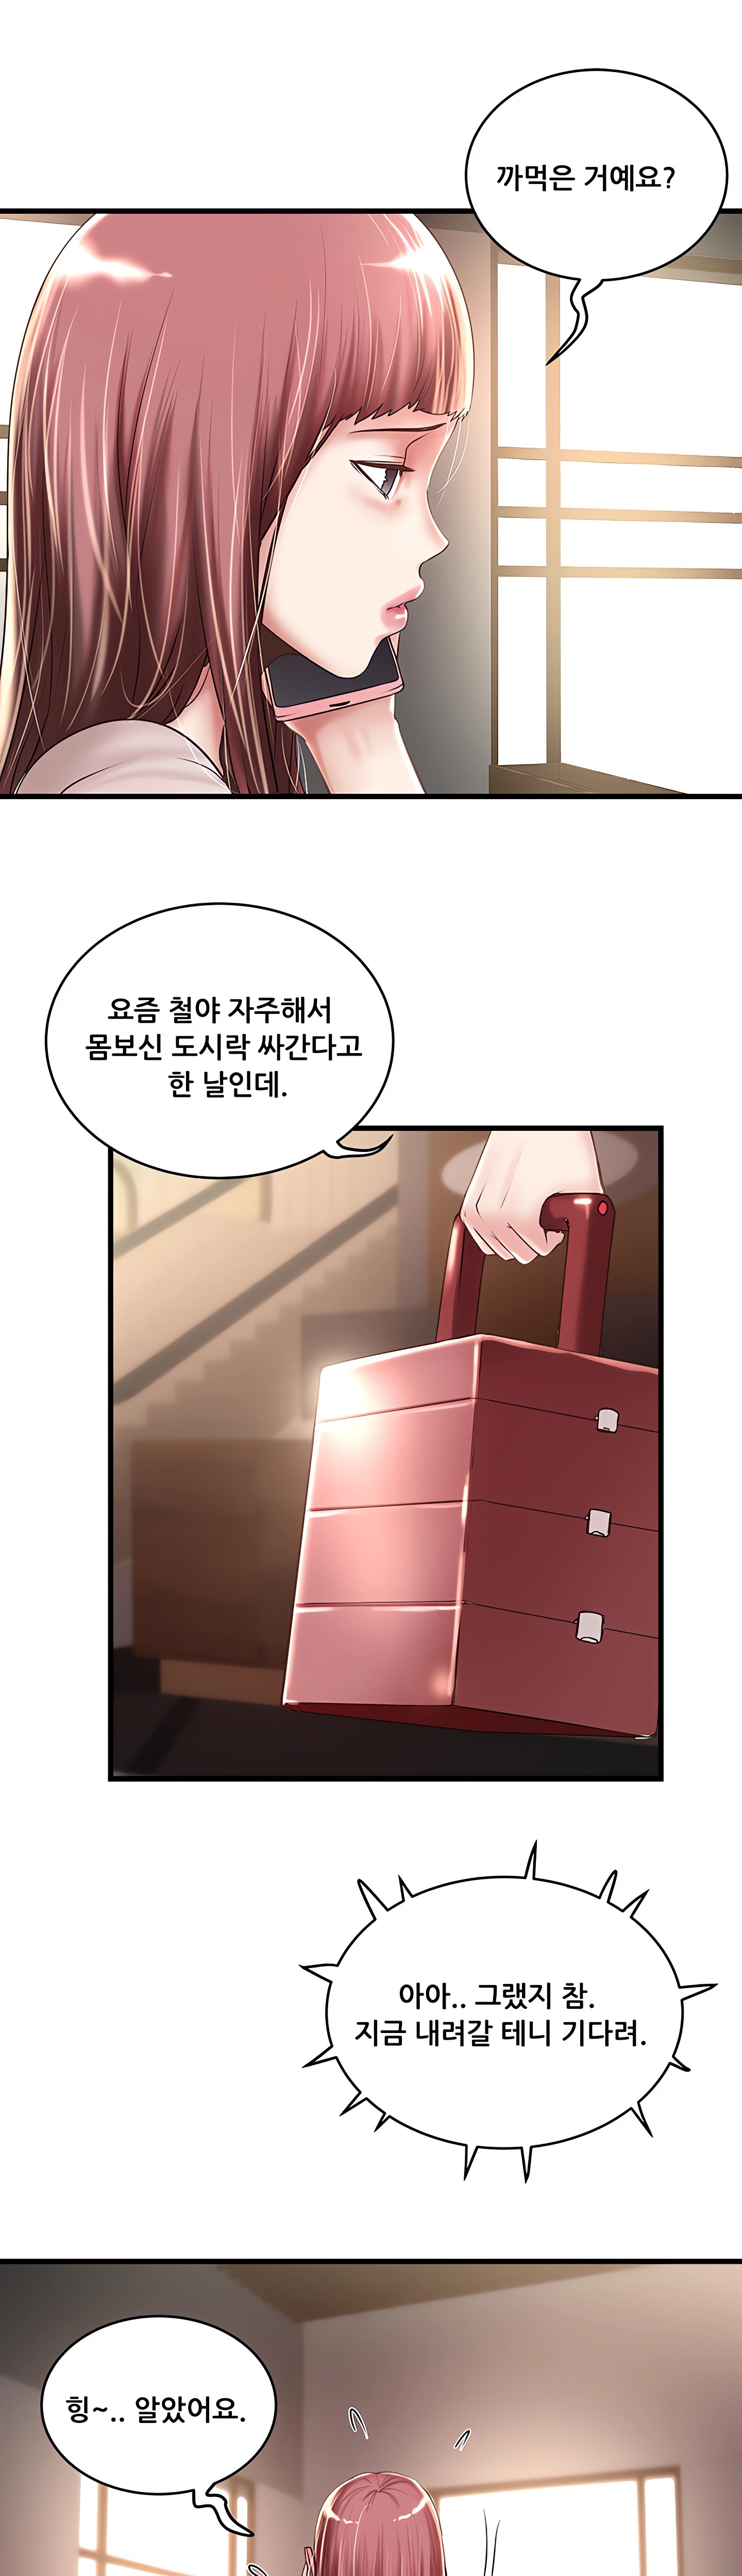 까먹은 거예요?
요즘 철야 자주해서
몸보신 도시락 싸간다고
한 날인데.
아아.. 그랬지 참.
지금 내려갈 테니 기다려.
힝~.. 알았어요.